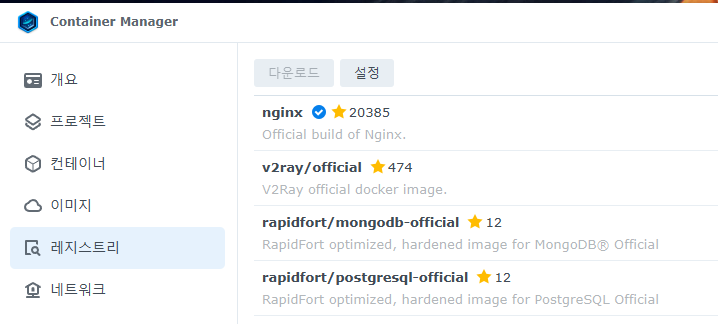 Container Manager
개요
프로젝트
컨테이너
이미지
레지스트리
네트워크
다운로드 설정
nginx 20385
Official build of Nginx.
v2ray/official 474
V2Ray official docker image.
rapidfort/mongodb-official 12
RapidFort optimized, hardened image for MongoDB® Official
rapidfort/postgresql-official 12
RapidFort optimized, hardened image for PostgreSQL Official